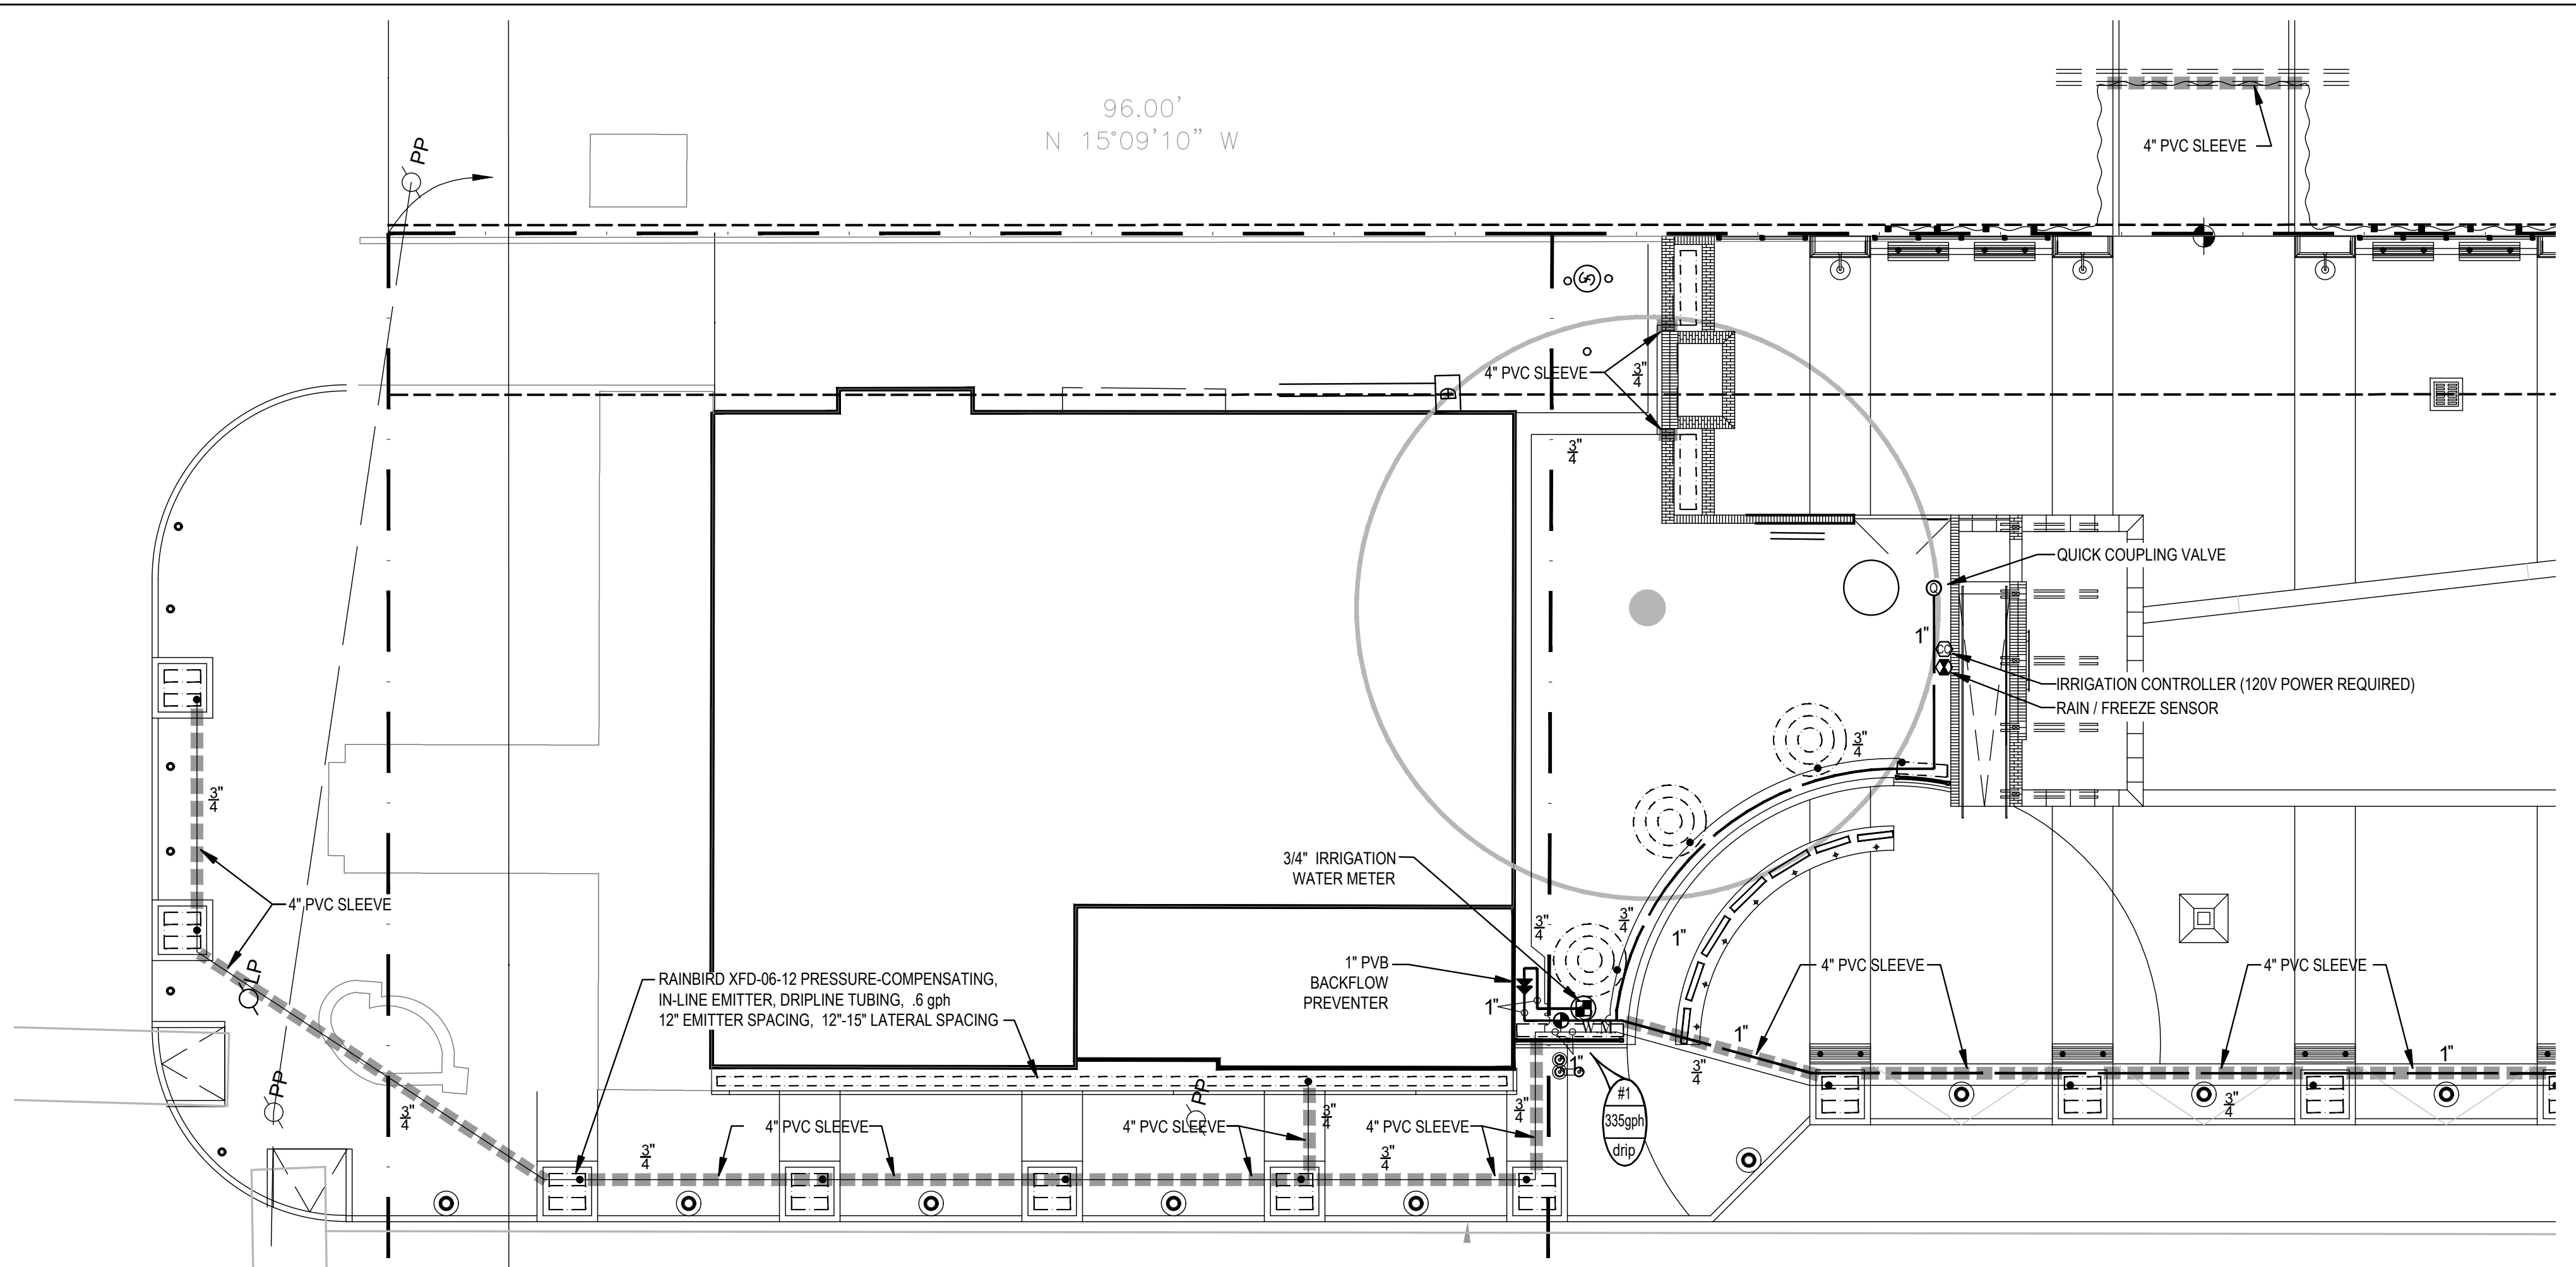 96.00'
N 15°09'10" W
PP
4" PVC SLEEVE
4" PVC SLEEVE
3"
4
3"
4
QUICK COUPLING VALVE
Q
1"
CO
IRRIGATION CONTROLLER (120V POWER REQUIRED)
RAIN / FREEZE SENSOR
3"
4
3"
4
4" PVC SLEEVE
3/4" IRRIGATION
WATER METER
3"
4
3"
4
1"
LP
RAINBIRD XFD-06-12 PRESSURE-COMPENSATING,
IN-LINE EMITTER, DRIPLINE TUBING, .6 gph
12" EMITTER SPACING, 12"-15" LATERAL SPACING
1" PVB
BACKFLOW
PREVENTER
1"
W.M.
4" PVC SLEEVE
4" PVC SLEEVE
1"
1"
1"
3"
4
PP
3"
4
PP
3"
4
3"
4
#1
335gph
drip
3"
4
4" PVC SLEEVE
4" PVC SLEEVE
4" PVC SLEEVE
3"
4
3"
4